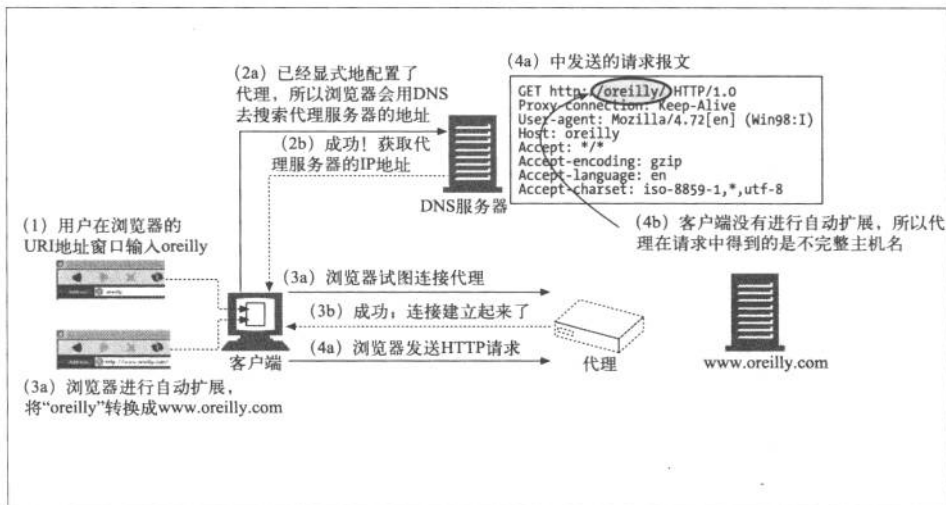 (2a) 已经显式地配置了
代理，所以浏览器会用DNS
去搜索代理服务器的地址
(2b) 成功！获取代
理服务器的IP地址
DNS服务器
(4a) 中发送的请求报文
GET http://oreilly/ HTTP/1.0
Proxy-connection: Keep-Alive
User-agent: Mozilla/4.72[en] (Win98:I)
Host: oreilly
Accept: */*
Accept-encoding: gzip
Accept-language: en
Accept-charset: iso-8859-1,*,utf-8
(4b) 客户端没有进行自动扩展，所以代
理在请求中得到的是不完整主机名
(1) 用户在浏览器的
URI地址窗口输入oreilly
(3a) 浏览器试图连接代理
(3b) 成功；连接建立起来了
(4a) 浏览器发送HTTP请求
客户端
代理
www.oreilly.com
(3a) 浏览器进行自动扩展，
将“oreilly”转换成www.oreilly.com